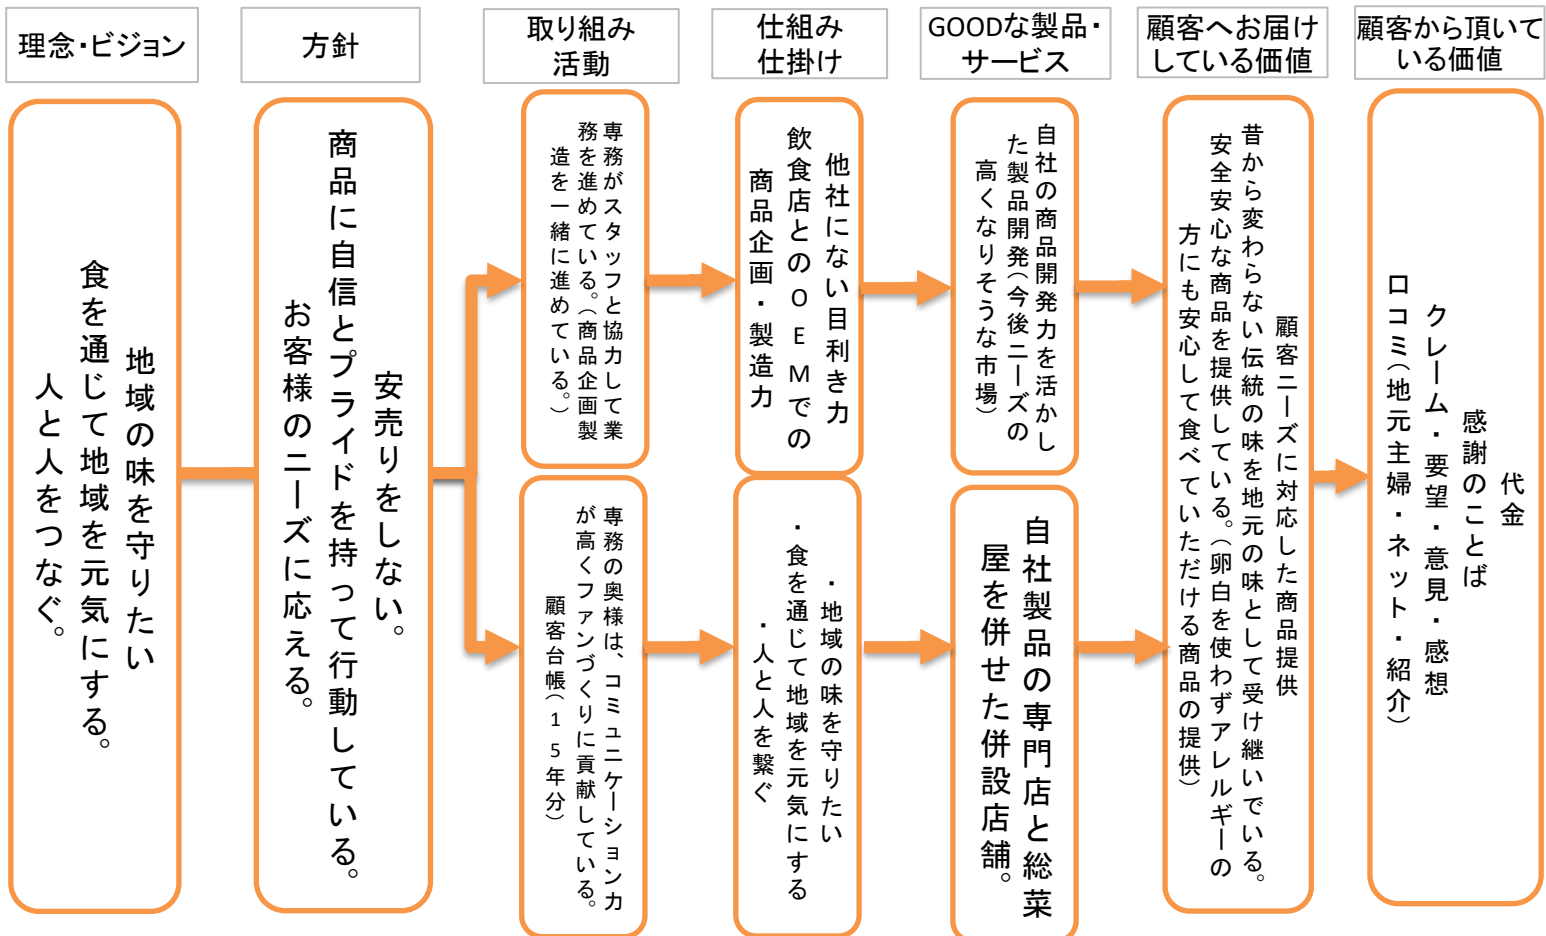 理念・ビジョン
方針
取り組み
活動
仕組み
仕掛け
GOODな製品・
サービス
顧客へお届け
している価値
顧客から頂いて
いる価値
地域の味を守りたい
食を通じて地域を元気にする。
人と人をつなぐ。
安売りをしない。
商品に自信とプライドを持って行動している。
お客様のニーズに応える。
専務がスタッフと協力して業
務を進めている。(商品企画製
造を一緒に進めている。)
専務の奥様は、コミュニケーション力
が高くファンづくりに貢献している。
顧客台帳(15年分)
他社にない目利き力
飲食店とのOEMでの
商品企画・製造力
・地域の味を守りたい
・食を通じて地域を元気にする
・人と人を繋ぐ
自社の商品開発力を活かし
た製品開発(今後ニーズの
高くなりそうな市場)
自社製品の専門店と総菜
屋を併せた併設店舗。
顧客ニーズに対応した商品提供
昔から変わらない伝統の味を地元の味として受け継いでいる。
安全安心な商品を提供している。(卵白を使わずアレルギーの
方にも安心して食べていただける商品の提供)
代金
感謝のことば
クレーム・要望・意見・感想
口コミ(地元主婦・ネット・紹介)